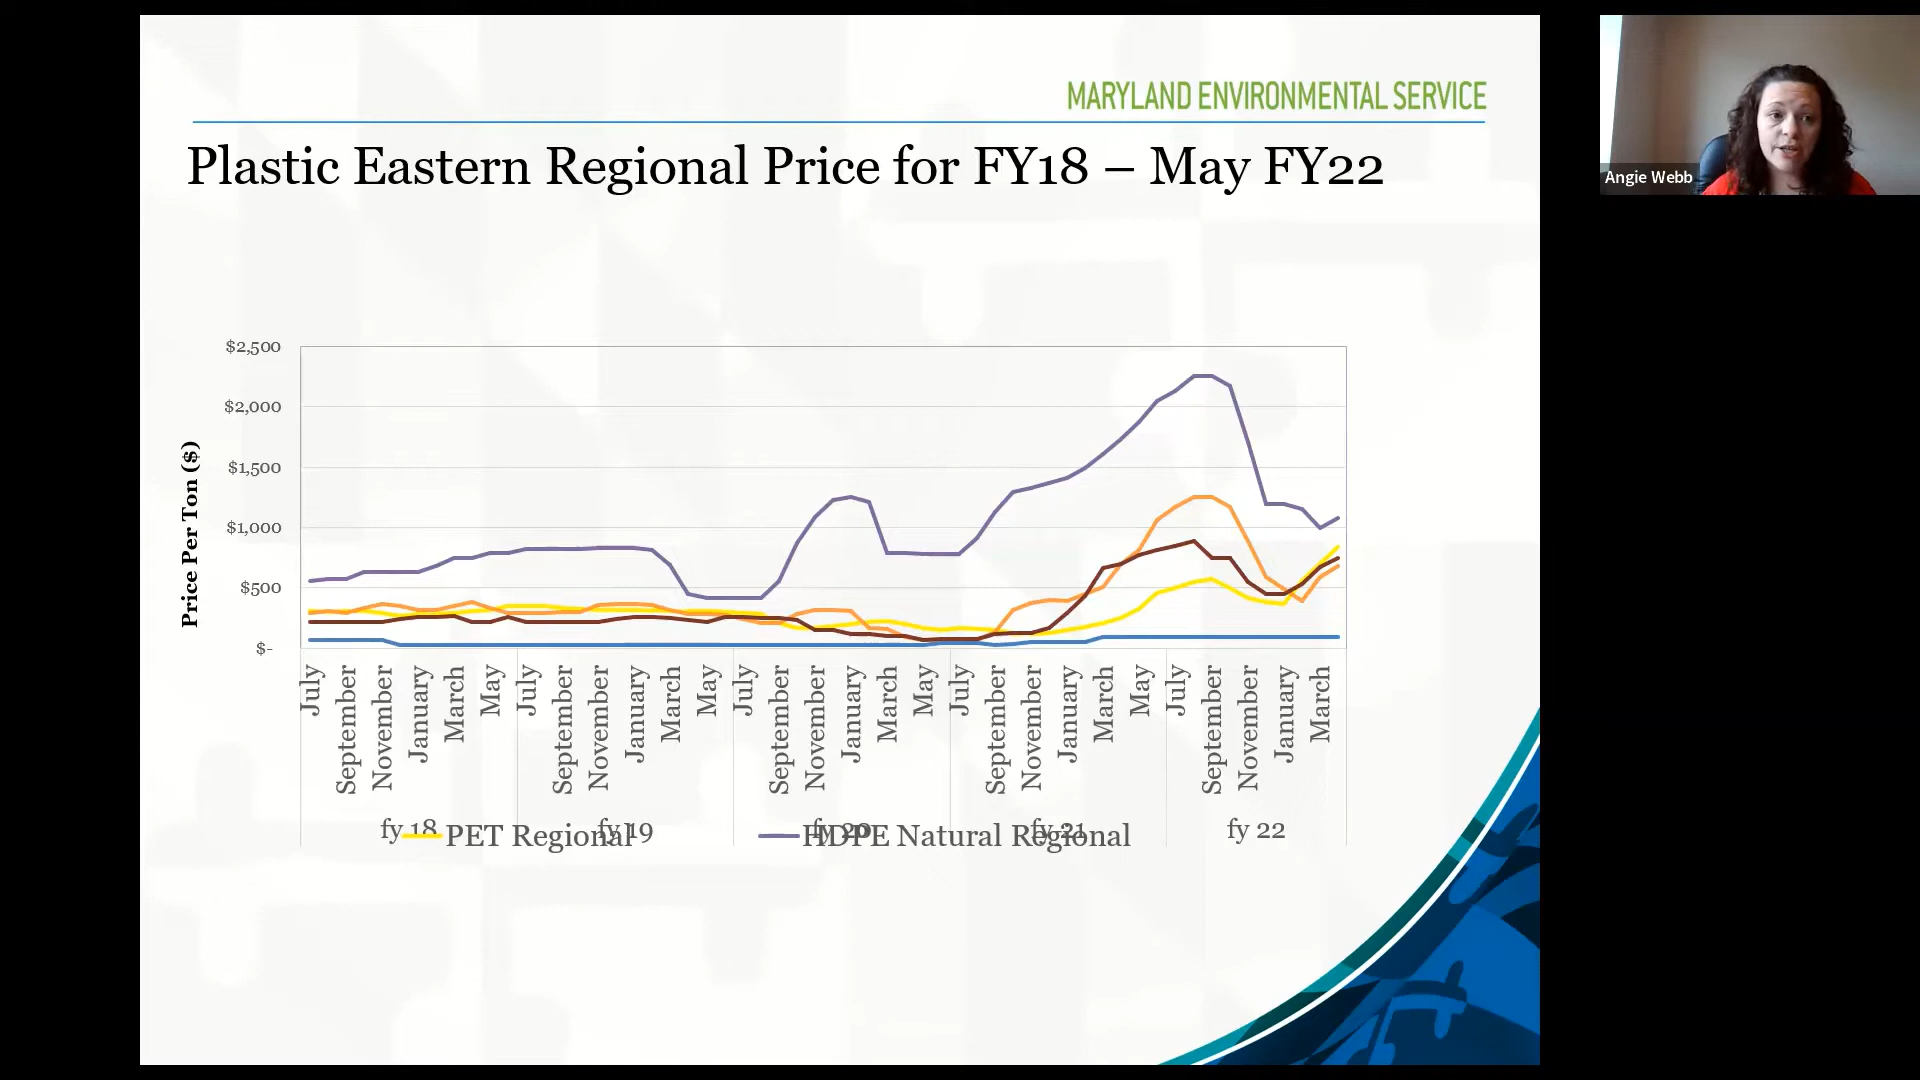 MARYLAND ENVIRONMENTAL SERVICE
Plastic Eastern Regional Price for FY18 – May FY22
Angie Webb
Price Per Ton ($)
$2,500
$2,000
$1,500
$1,000
$500
$-
July
September
November
January
March
May
July
September
November
January
March
May
July
September
November
January
March
May
July
September
November
January
March
May
July
September
November
January
March
fy 18
fy 19
fy 20
fy 21
fy 22
PET Regional
HDPE Natural Regional